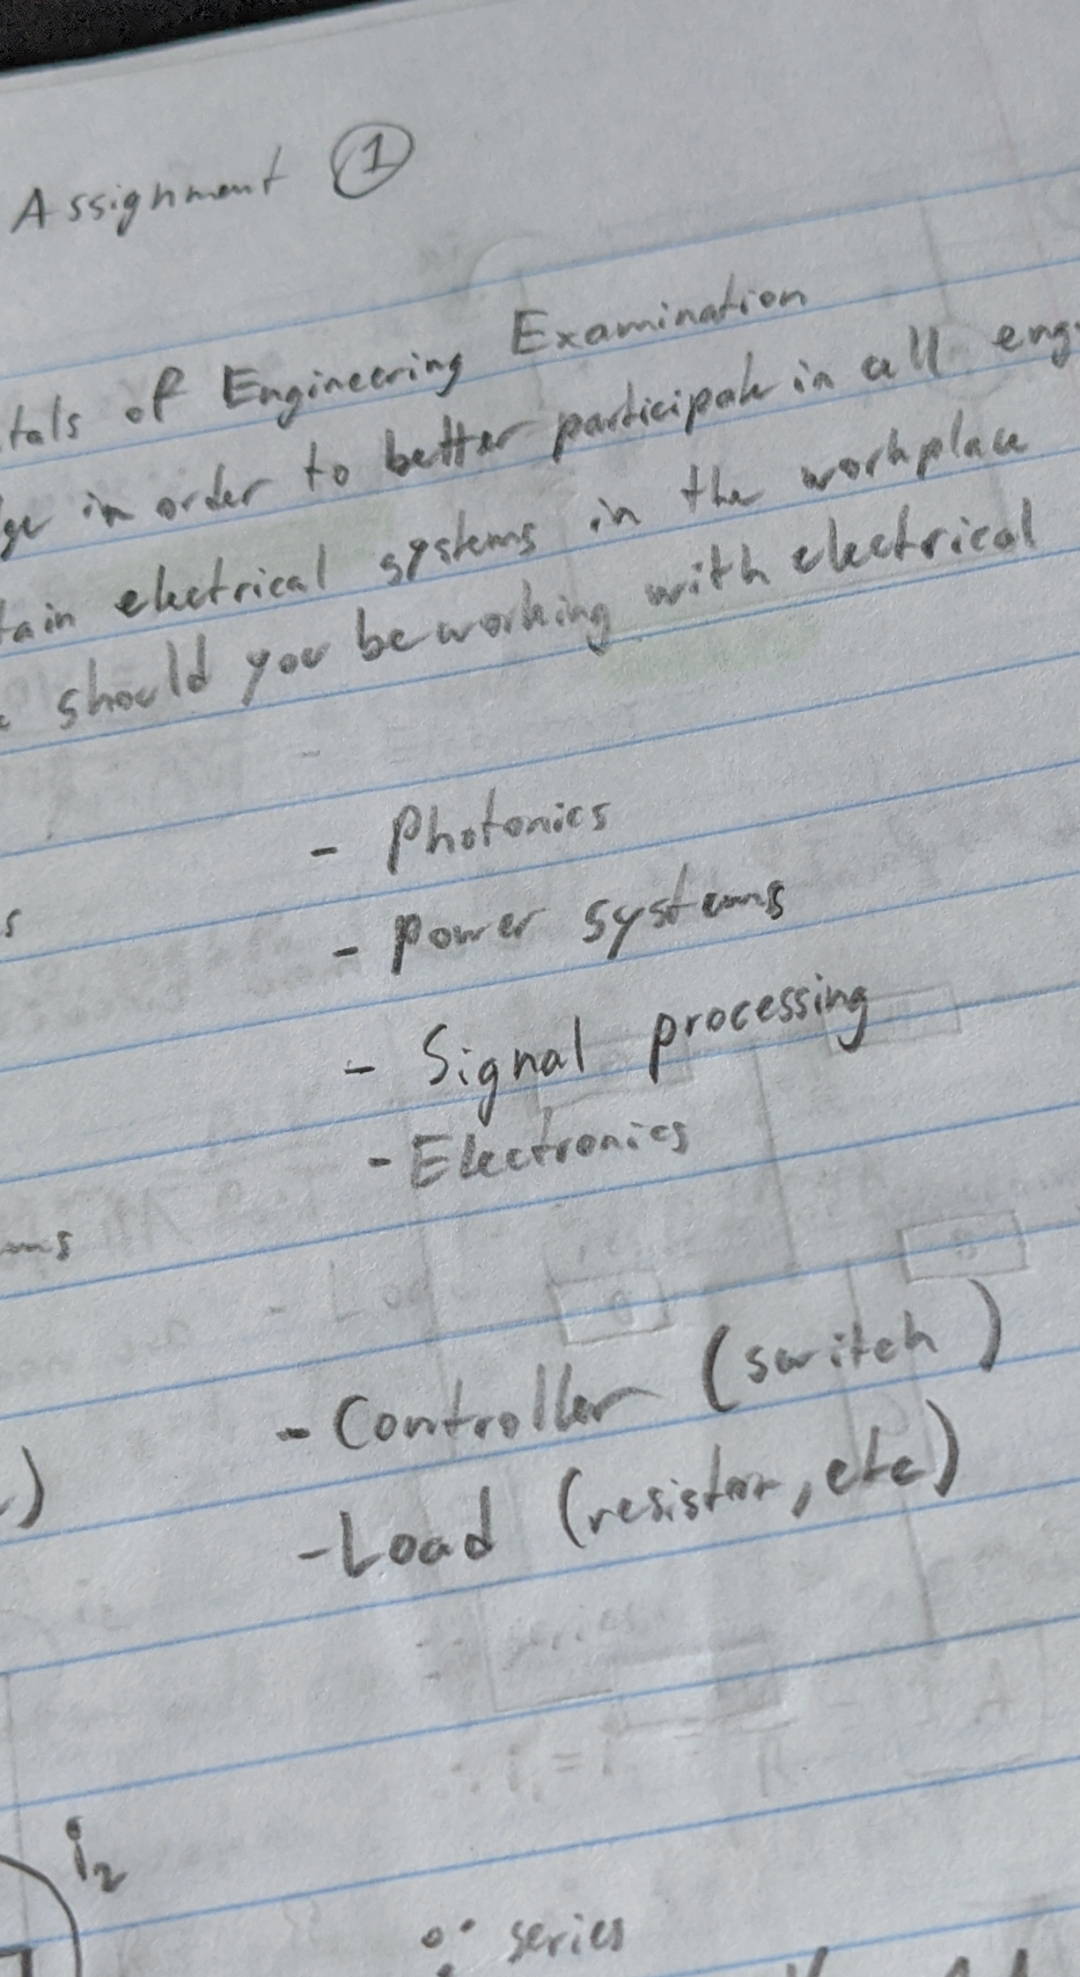 Assignment ①
tals of Engineering Examination
ge in order to better participate in all eng
tain electrical systems in the workplace
should you be working with electrical
- Photonics
- Power systems
s
- Signal processing
- Electronics
ms
- Controller (switch)
)
- Load (resistor, etc)
i₂
∴ series